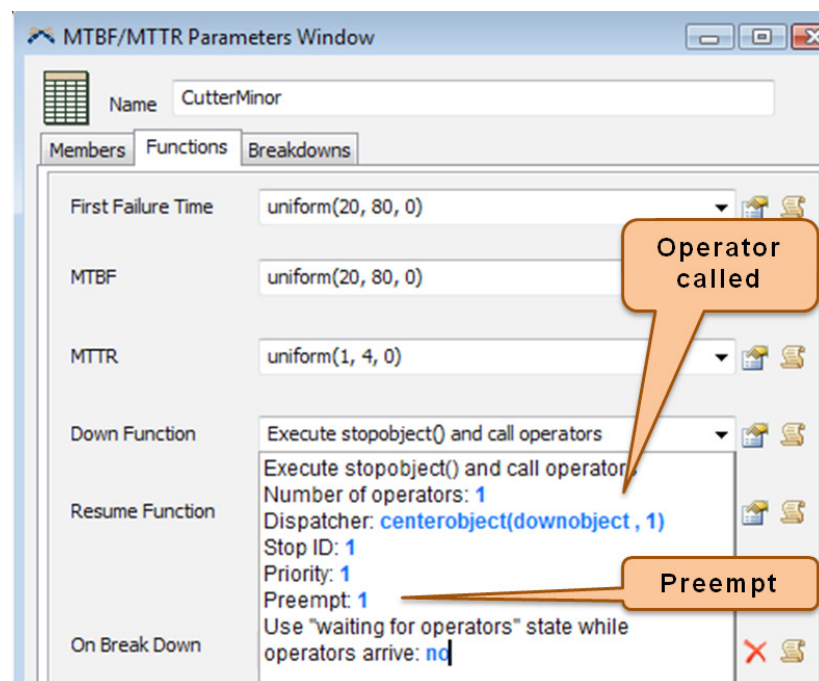 MTBF/MTTR Parameters Window
Name CutterMinor
Members Functions Breakdowns
First Failure Time uniform(20, 80, 0)
Operator
called
MTBF uniform(20, 80, 0)
MTTR uniform(1, 4, 0)
Down Function Execute stopobject() and call operators
Execute stopobject() and call operators
Number of operators: 1
Resume Function
Dispatcher: centerobject(downobject , 1)
Stop ID: 1
Priority: 1
Preempt: 1
Preempt
Use "waiting for operators" state while
On Break Down
operators arrive: no